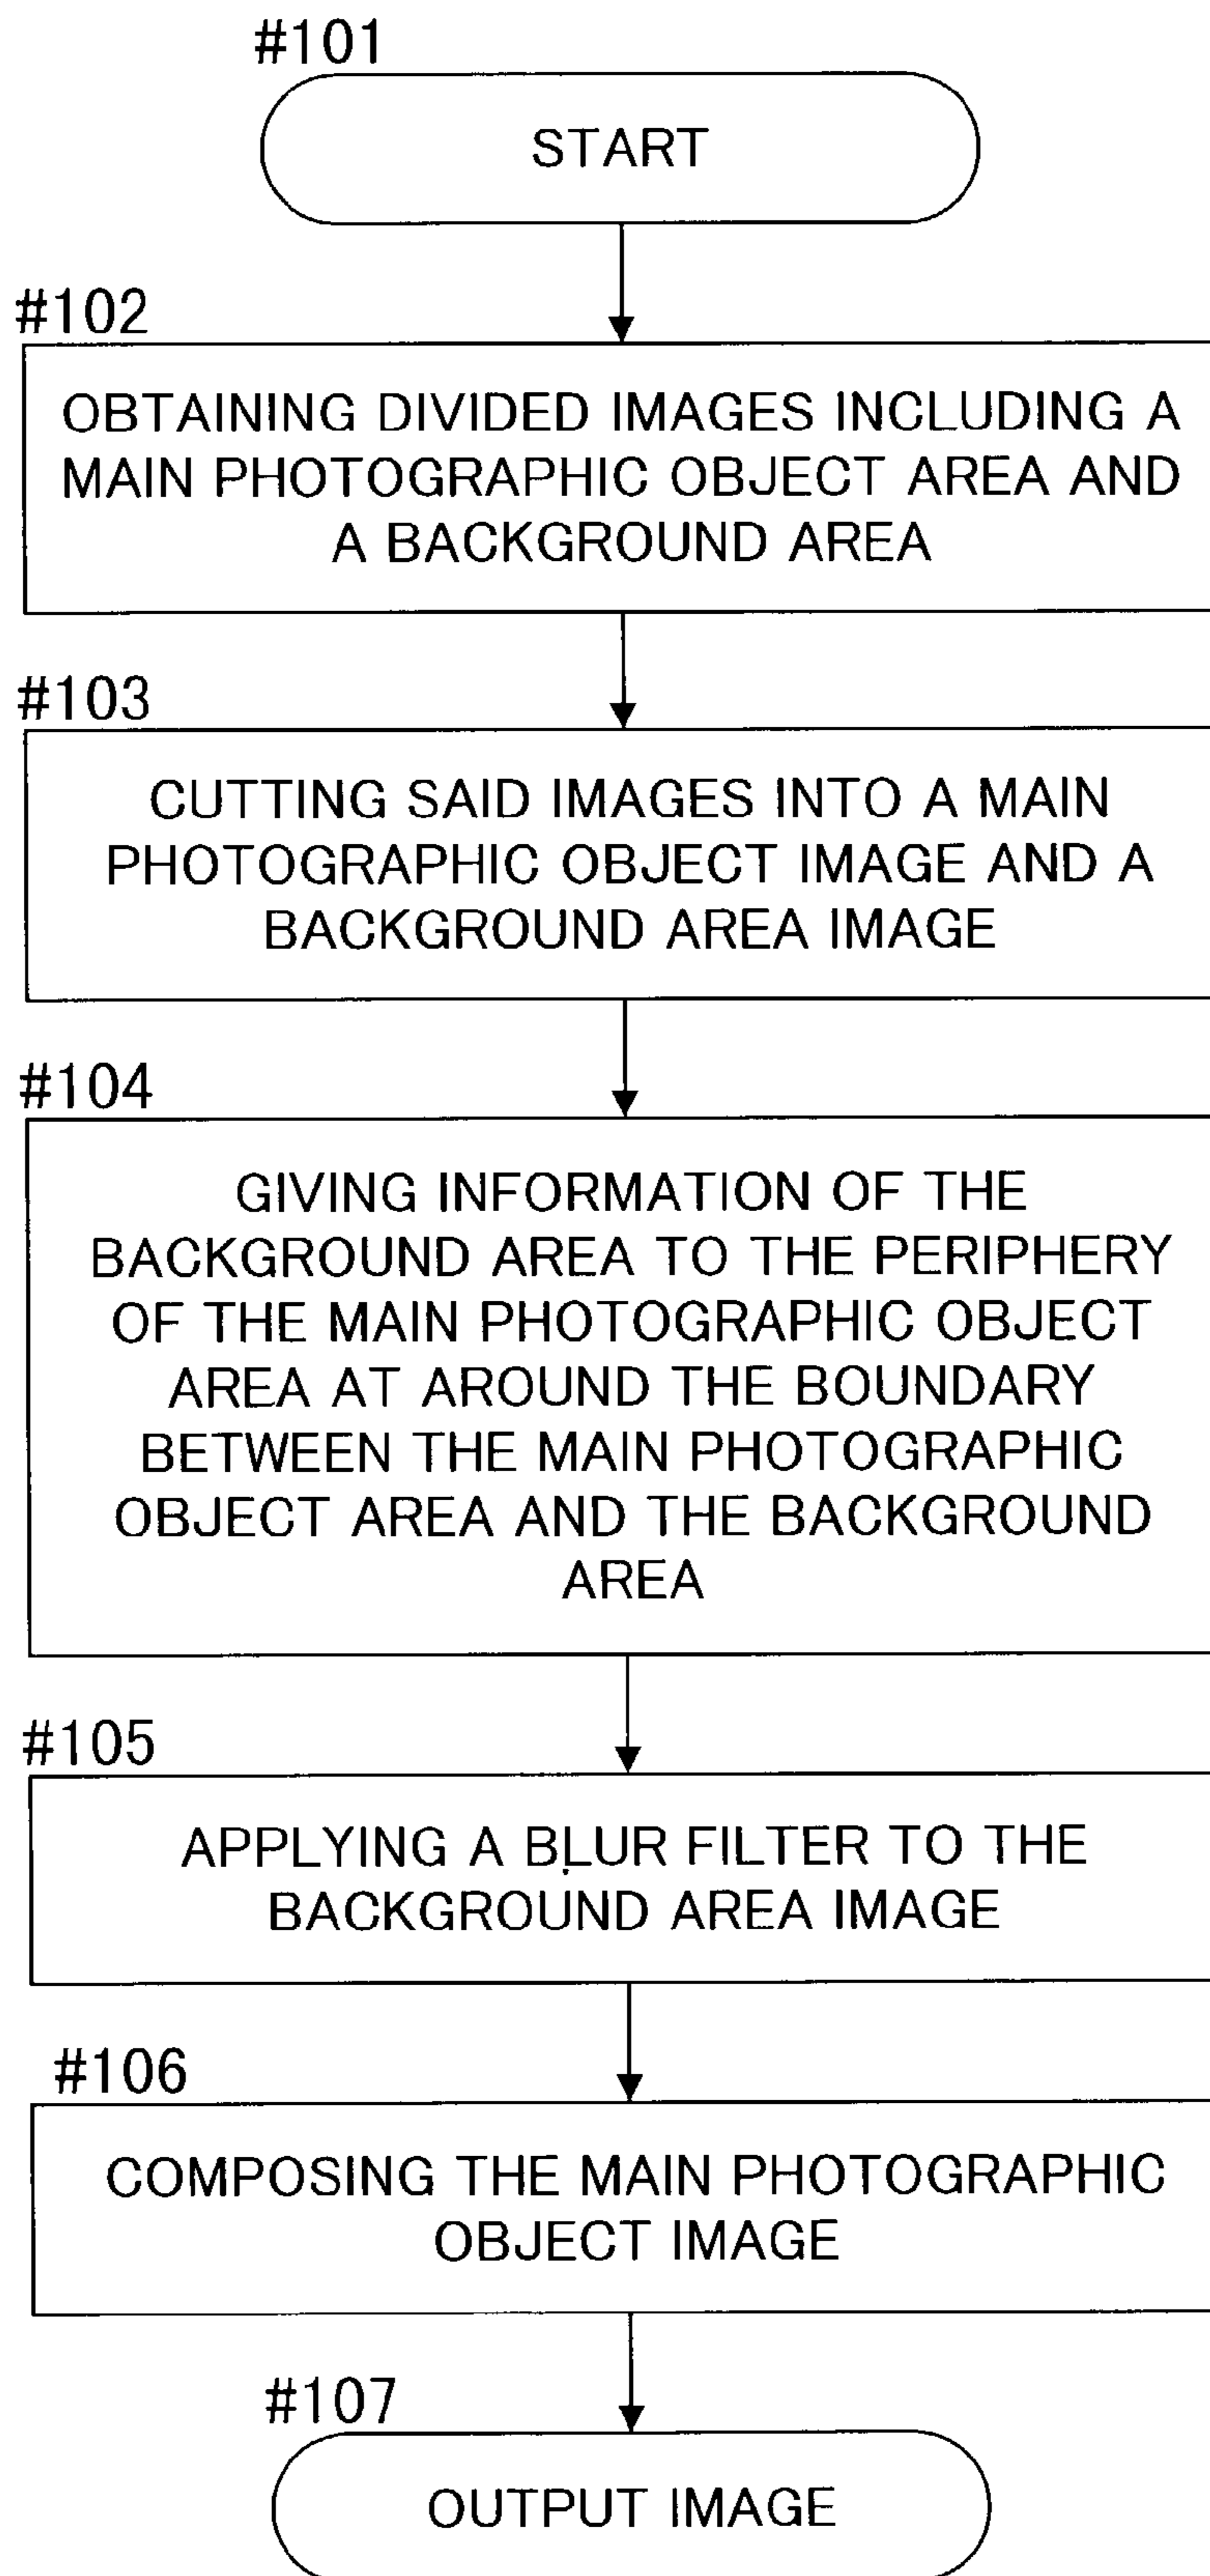 #101
START
#102
OBTAINING DIVIDED IMAGES INCLUDING A
MAIN PHOTOGRAPHIC OBJECT AREA AND
A BACKGROUND AREA
#103
CUTTING SAID IMAGES INTO A MAIN
PHOTOGRAPHIC OBJECT IMAGE AND A
BACKGROUND AREA IMAGE
#104
GIVING INFORMATION OF THE
BACKGROUND AREA TO THE PERIPHERY
OF THE MAIN PHOTOGRAPHIC OBJECT
AREA AT AROUND THE BOUNDARY
BETWEEN THE MAIN PHOTOGRAPHIC
OBJECT AREA AND THE BACKGROUND
AREA
#105
APPLYING A BLUR FILTER TO THE
BACKGROUND AREA IMAGE
#106
COMPOSING THE MAIN PHOTOGRAPHIC
OBJECT IMAGE
#107
OUTPUT IMAGE